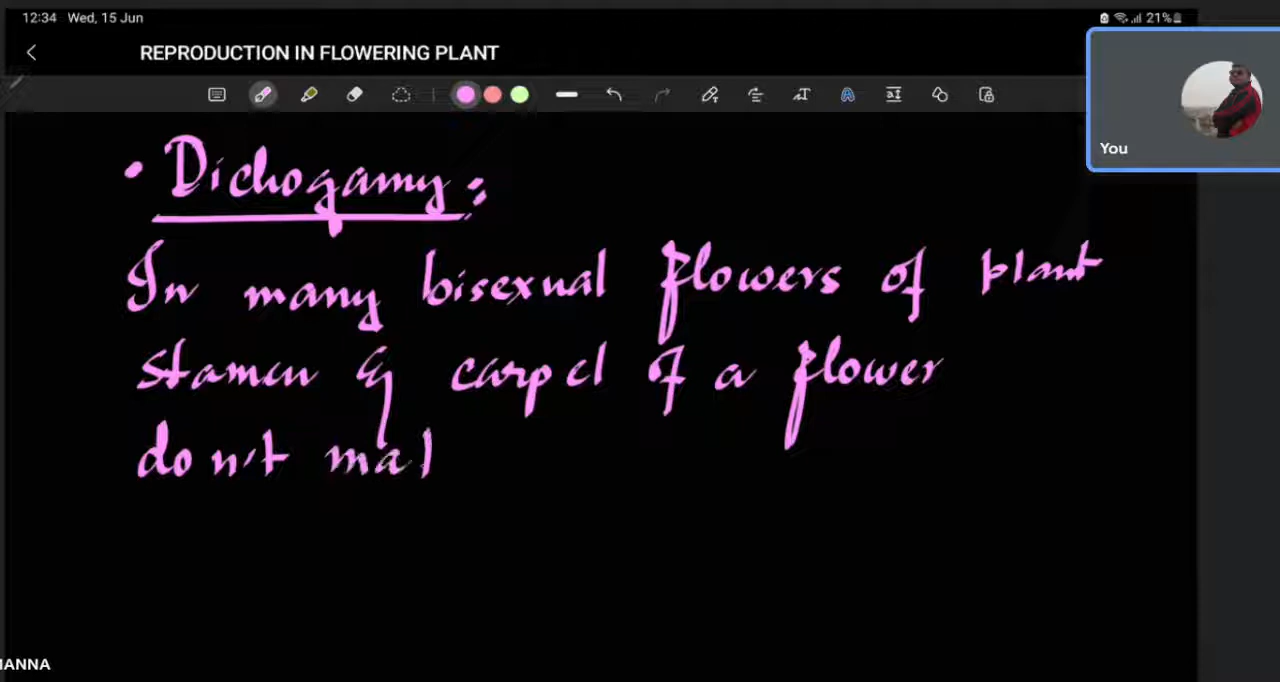 12:34 Wed, 15 Jun
21%
REPRODUCTION IN FLOWERING PLANT
You
• Dichogamy :
In many bisexual flowers of plant
stamen & carpel of a flower
don't mat
IANNA